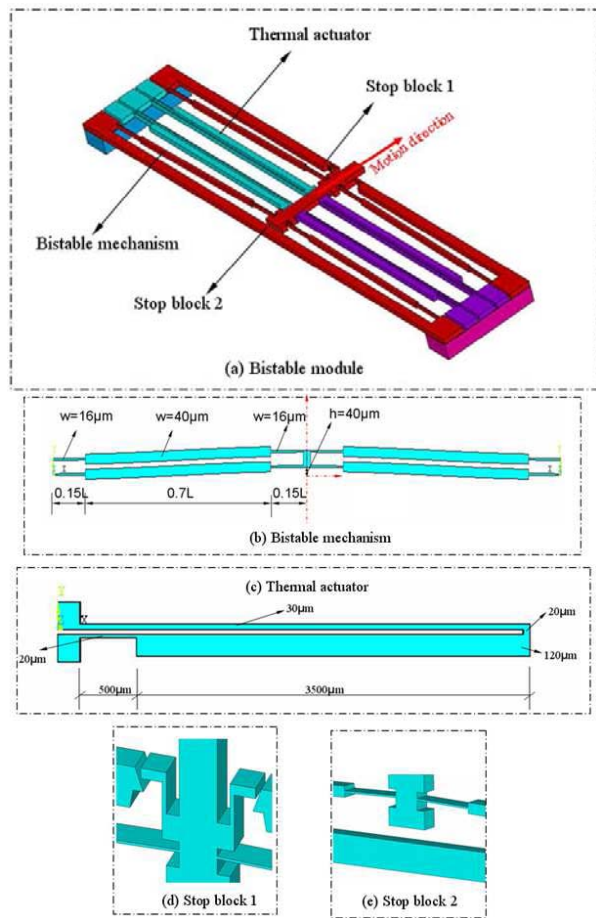 Thermal actuator
Stop block 1
Motion direction
Bistable mechanism
Stop block 2
(a) Bistable module
w=16μm w=40μm w=16μm h=40μm
0.15L 0.7L 0.15L
(b) Bistable mechanism
(c) Thermal actuator
X
30μm
20μm
20μm
120μm
500μm 3500μm
(d) Stop block 1
(e) Stop block 2